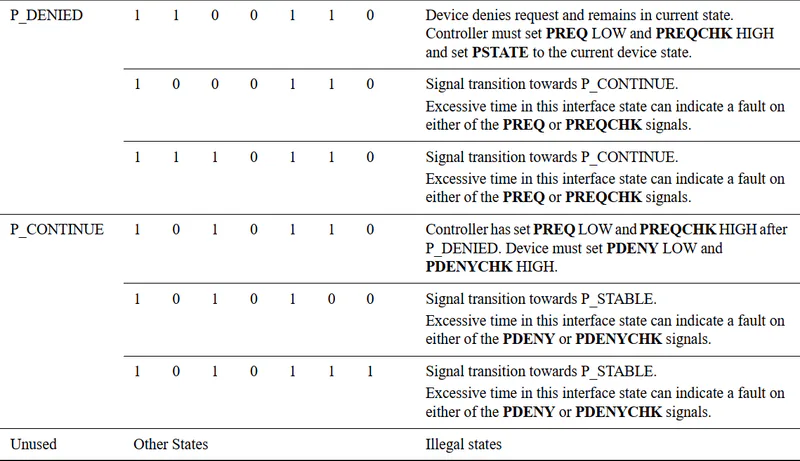 P_DENIED 1 1 0 0 1 1 0 Device denies request and remains in current state.
Controller must set PREQ LOW and PREQCHK HIGH
and set PSTATE to the current device state.
1 0 0 0 1 1 0 Signal transition towards P_CONTINUE.
Excessive time in this interface state can indicate a fault on
either of the PREQ or PREQCHK signals.
1 1 1 0 1 1 0 Signal transition towards P_CONTINUE.
Excessive time in this interface state can indicate a fault on
either of the PREQ or PREQCHK signals.
P_CONTINUE 1 0 1 0 1 1 0 Controller has set PREQ LOW and PREQCHK HIGH after
P_DENIED. Device must set PDENY LOW and
PDENYCHK HIGH.
1 0 1 0 1 0 0 Signal transition towards P_STABLE.
Excessive time in this interface state can indicate a fault on
either of the PDENY or PDENYCHK signals.
1 0 1 0 1 1 1 Signal transition towards P_STABLE.
Excessive time in this interface state can indicate a fault on
either of the PDENY or PDENYCHK signals.
Unused Other States Illegal states